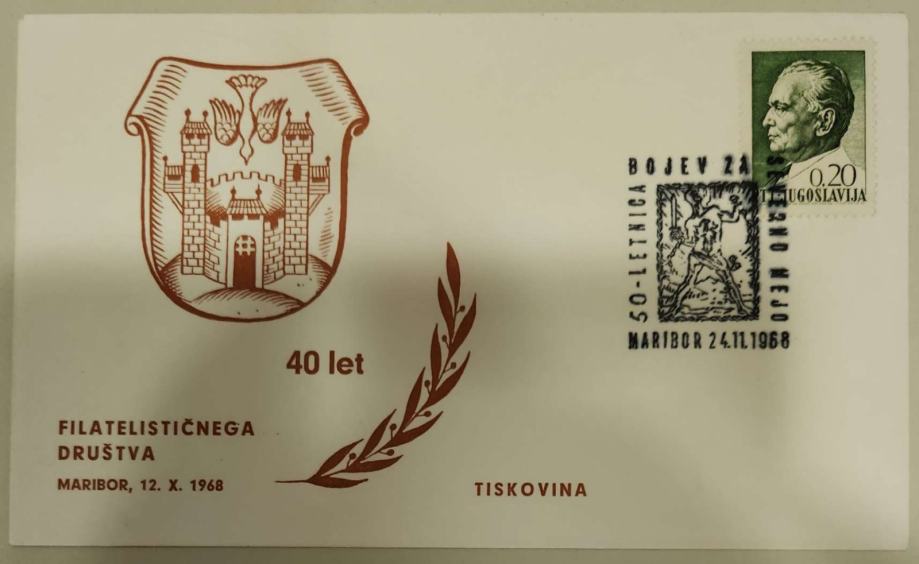 40 let
FILATELISTIČNEGA
DRUŠTVA
MARIBOR, 12. X. 1968
TISKOVINA
0.20
JUGOSLAVIJA
50-LETNICA
BOJEV ZA
SEVERNO MEJO
MARIBOR 24.11.1968